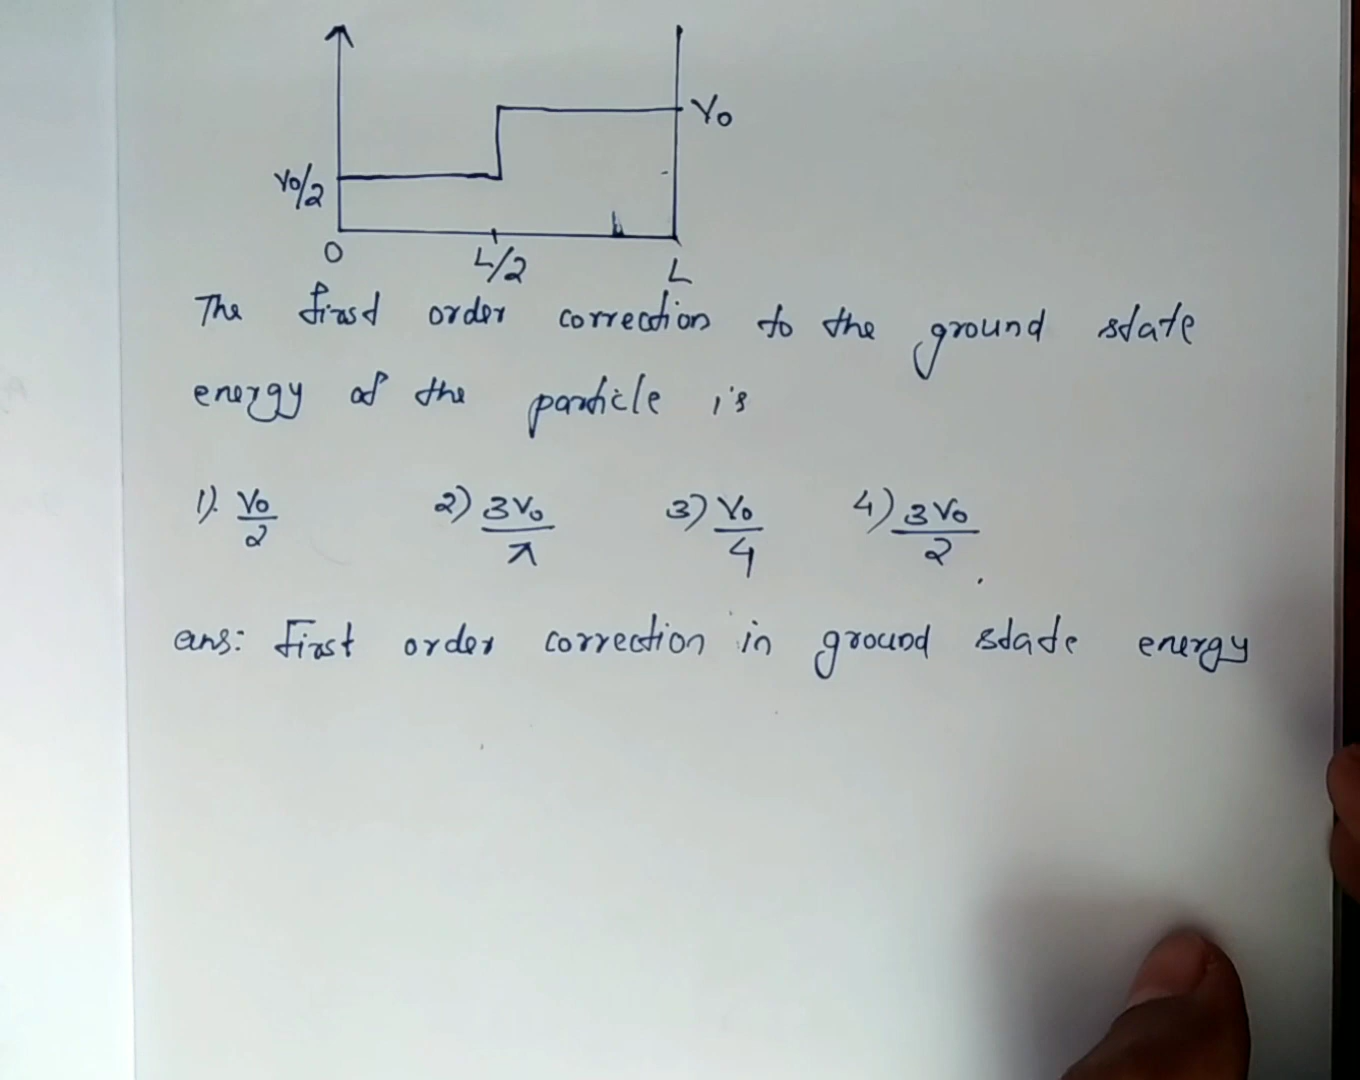 V0
V0/2
0 L/2 L
The first order correction to the ground state
energy of the particle is
1). V0/2 2) 3V0/π 3) V0/4 4) 3V0/2
ans: First order correction in ground state energy